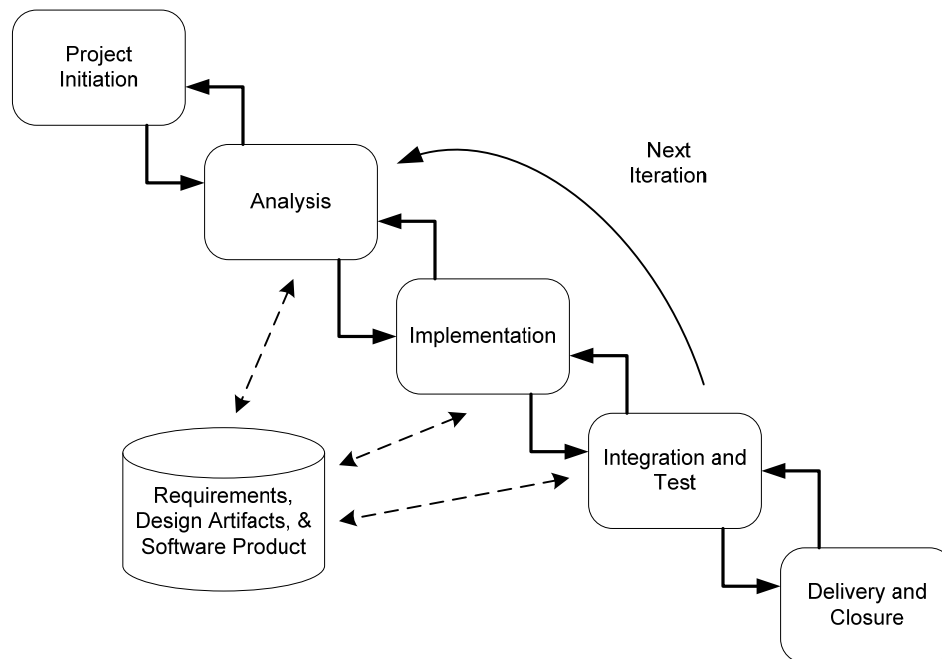 Project
Initiation
Analysis
Next
Iteration
Implementation
Integration and
Test
Requirements,
Design Artifacts, &
Software Product
Delivery and
Closure